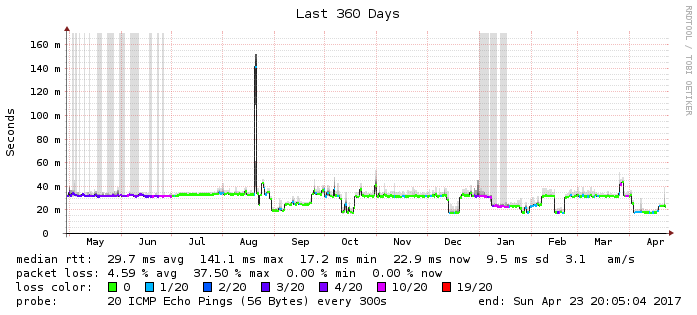 Last 360 Days
RRDTOOL / TOBI OETIKER
Seconds
160 m
140 m
120 m
100 m
80 m
60 m
40 m
20 m
0
May Jun Jul Aug Sep Oct Nov Dec Jan Feb Mar Apr
median rtt: 29.7 ms avg 141.1 ms max 17.2 ms min 22.9 ms now 9.5 ms sd 3.1 am/s
packet loss: 4.59 % avg 37.50 % max 0.00 % min 0.00 % now
loss color: 0 1/20 2/20 3/20 4/20 10/20 19/20
probe: 20 ICMP Echo Pings (56 Bytes) every 300s end: Sun Apr 23 20:05:04 2017